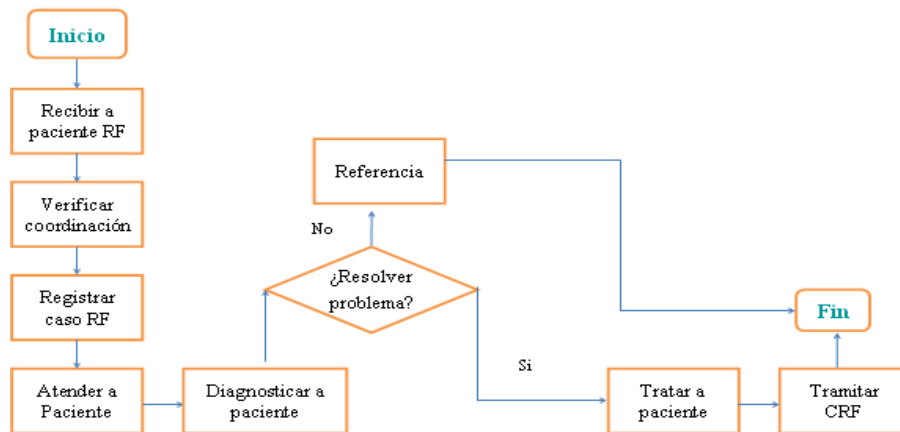 Inicio
Recibir a
paciente RF
Verificar
coordinación
Registrar
caso RF
Atender a
Paciente
Diagnosticar a
paciente
¿Resolver
problema?
No
Referencia
Si
Tratar a
paciente
Tramitar
CRF
Fin